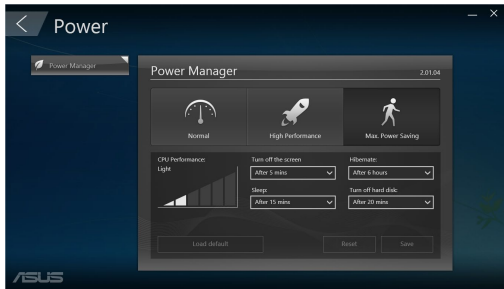 Power
Power Manager
Power Manager
2.01.04
Normal
High Performance
Max. Power Saving
CPU Performance:
Light
Turn off the screen
After 5 mins
Hibernate:
After 6 hours
Sleep:
After 15 mins
Turn off hard disk:
After 20 mins
Load default
Reset
Save
ASUS